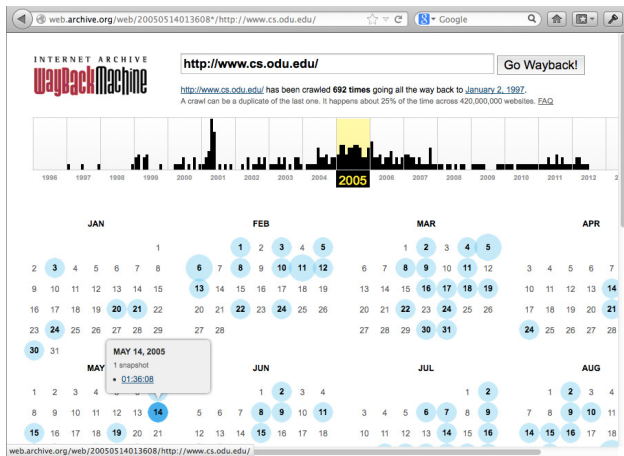 web.archive.org/web/20050514013608*/http://www.cs.odu.edu/
Google
INTERNET ARCHIVE
WayBackMachine
http://www.cs.odu.edu/
Go Wayback!
http://www.cs.odu.edu/ has been crawled 692 times going all the way back to January 2, 1997.
A crawl can be a duplicate of the last one. It happens about 25% of the time across 420,000,000 websites. FAQ
1996 1997 1998 1999 2000 2001 2002 2003 2004 2005 2006 2007 2008 2009 2010 2011 2012 2
JAN FEB MAR APR
1 1 2 3 4 5 1 2 3 4 5
2 3 4 5 6 7 8 6 7 8 9 10 11 12 6 7 8 9 10 11 12 3 4 5 6 7
9 10 11 12 13 14 15 13 14 15 16 17 18 19 13 14 15 16 17 18 19 10 11 12 13 14
16 17 18 19 20 21 22 20 21 22 23 24 25 26 20 21 22 23 24 25 26 17 18 19 20 21
23 24 25 26 27 28 29 27 28 27 28 29 30 31 24 25 26 27 28
30 31
MAY 14, 2005
1 snapshot
01:36:08
MAY JUN JUL AUG
1 2 3 4 1 2 3 4 1 2 1 2 3 4
8 9 10 11 12 13 14 5 6 7 8 9 10 11 3 4 5 6 7 8 9 7 8 9 10 11
15 16 17 18 19 20 21 12 13 14 15 16 17 18 10 11 12 13 14 15 16 14 15 16 17 18
web.archive.org/web/20050514013608/http://www.cs.odu.edu/